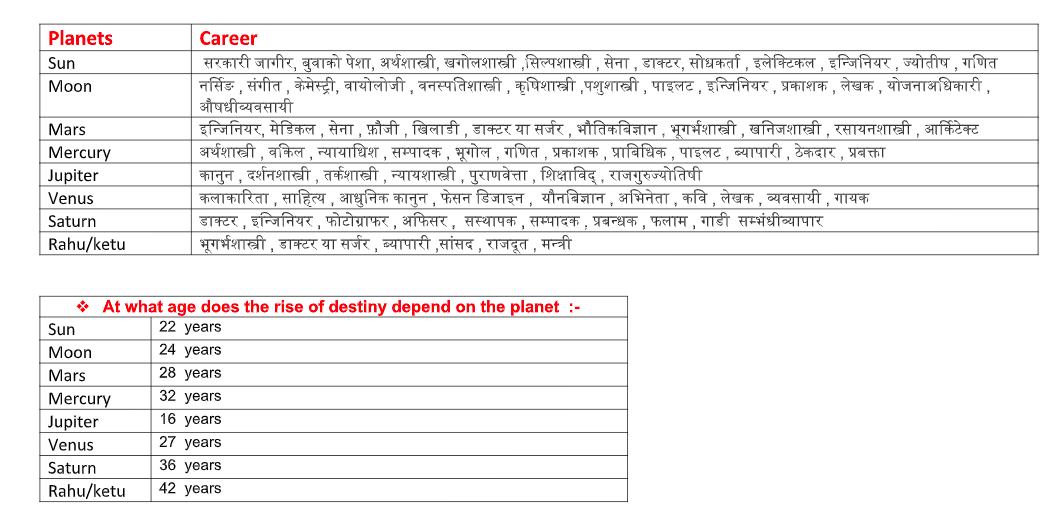 Planets Career
Sun सरकारी जागीर, बुवाको पेशा, अर्थशास्त्री, खगोलशास्त्री ,सिल्पशास्त्री , सेना , डाक्टर, सोधकर्ता , इलेक्टिकल , इन्जिनियर , ज्योतीष , गणित
Moon नर्सिङ , संगीत , केमेस्ट्री, वायोलोजी , वनस्पतिशास्त्री , कृषिशास्त्री ,पशुशास्त्री , पाइलट , इन्जिनियर , प्रकाशक , लेखक , योजनाअधिकारी ,
औषधीव्यवसायी
Mars इन्जिनियर, मेडिकल , सेना , फ़ौजी , खिलाडी , डाक्टर या सर्जर , भौतिकबिज्ञान , भूगर्भशास्त्री , खनिजशास्त्री , रसायनशास्त्री , आर्किटेक्ट
Mercury अर्थशास्त्री , वकिल , न्यायाधिश , सम्पादक , भूगोल , गणित , प्रकाशक , प्राविधिक , पाइलट , ब्यापारी , ठेकदार , प्रबक्ता
Jupiter कानुन , दर्शनशास्त्री , तर्कशास्त्री , न्यायशास्त्री , पुराणवेत्ता , शिक्षाविद् , राजगुरुज्योतिषी
Venus कलाकारिता , साहित्य , आधुनिक कानुन , फेसन डिजाइन , यौनबिज्ञान , अभिनेता , कवि , लेखक , व्यवसायी , गायक
Saturn डाक्टर , इन्जिनियर , फोटोग्राफर , अफिसर , सस्थापक , सम्पादक , प्रबन्धक , फलाम , गाडी सम्भंध्रीब्यापार
Rahu/ketu भूगर्भशास्त्री , डाक्टर या सर्जर , ब्यापारी ,सांसद , राजदूत , मन्त्री
❖ At what age does the rise of destiny depend on the planet :-
Sun 22 years
Moon 24 years
Mars 28 years
Mercury 32 years
Jupiter 16 years
Venus 27 years
Saturn 36 years
Rahu/ketu 42 years